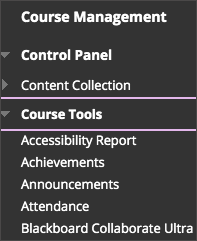 Course Management
Control Panel
Content Collection
Course Tools
Accessibility Report
Achievements
Announcements
Attendance
Blackboard Collaborate Ultra